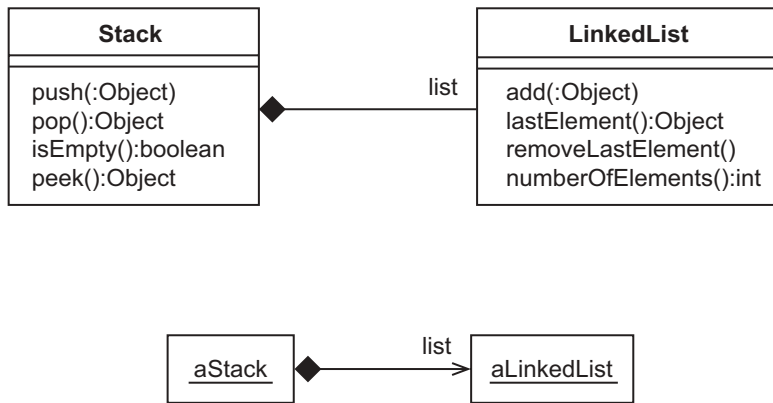 Stack
push(:Object)
pop():Object
isEmpty():boolean
peek():Object
list
LinkedList
add(:Object)
lastElement():Object
removeLastElement()
numberOfElements():int
aStack
list
aLinkedList